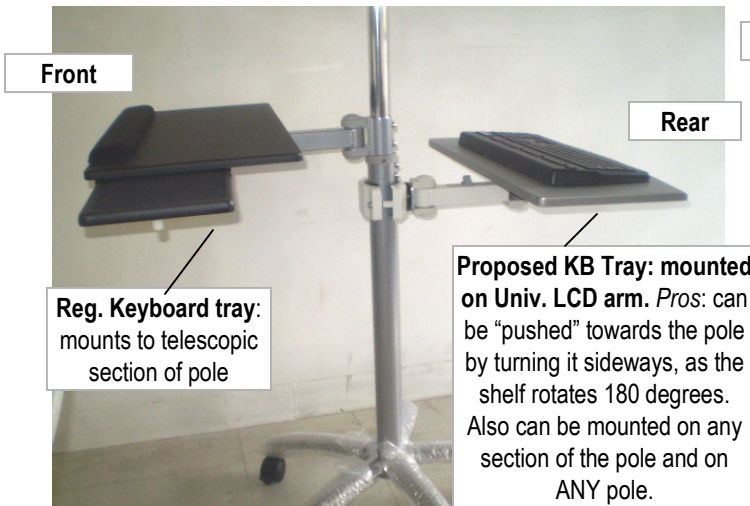 Front
Rear
Reg. Keyboard tray:
mounts to telescopic
section of pole
Proposed KB Tray: mounted
on Univ. LCD arm. Pros: can
be “pushed” towards the pole
by turning it sideways, as the
shelf rotates 180 degrees.
Also can be mounted on any
section of the pole and on
ANY pole.